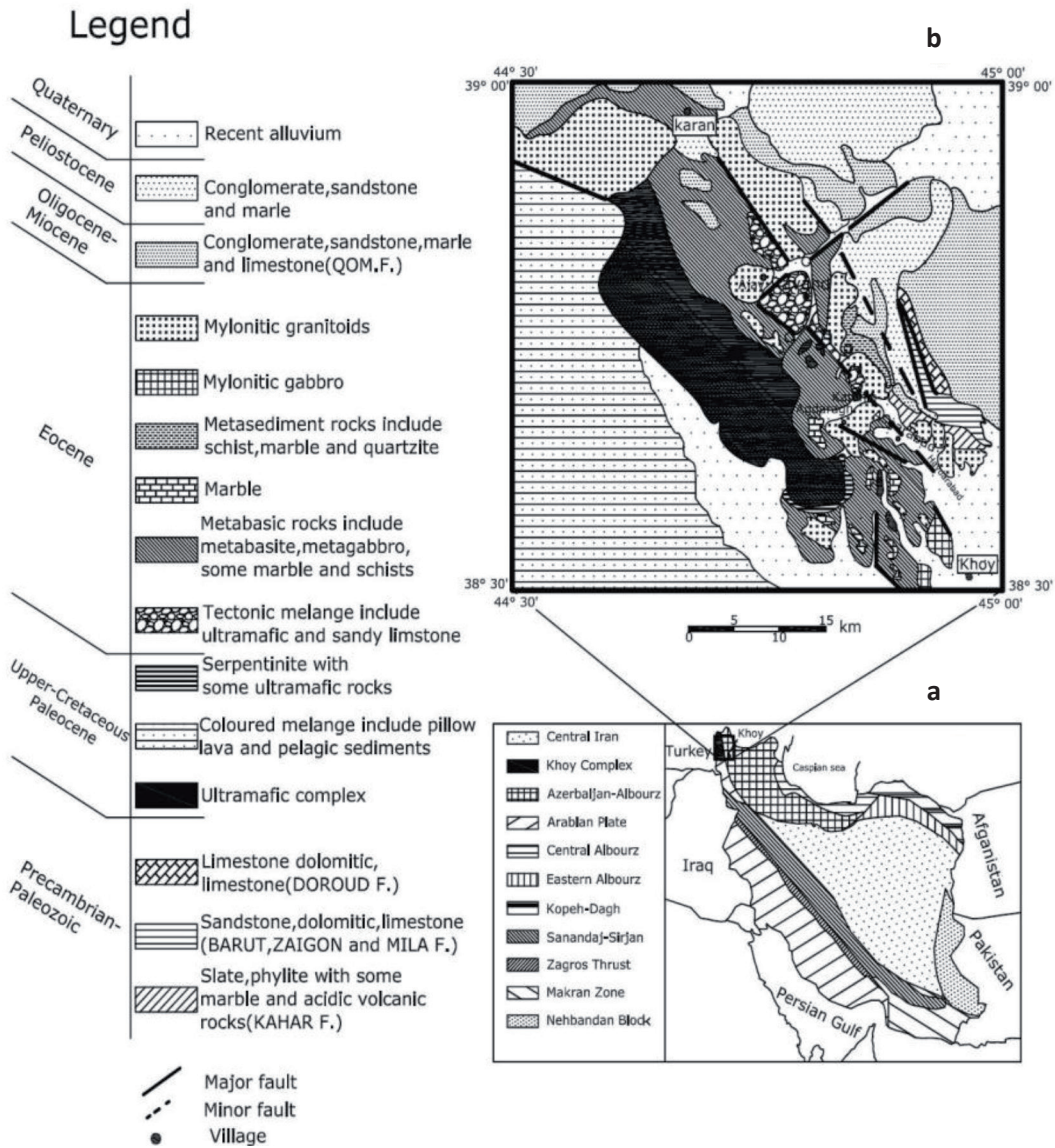 Legend
Quaternary
Peliostocene
Oligocene-
Miocene
Eocene
Upper-Cretaceous
Paleocene
Precambrian-
Paleozoic
Recent alluvium
Conglomerate,sandstone
and marle
Conglomerate,sandstone,marle
and limestone(QOM.F.)
Mylonitic granitoids
Mylonitic gabbro
Metasediment rocks include
schist,marble and quartzite
Marble
Metabasic rocks include
metabasite,metagabbro,
some marble and schists
Tectonic melange include
ultramafic and sandy limstone
Serpentinite with
some ultramafic rocks
Coloured melange include pillow
lava and pelagic sediments
Ultramafic complex
Limestone dolomitic,
limestone(DOROUD F.)
Sandstone,dolomitic,limestone
(BARUT,ZAIGON and MILA F.)
Slate,phylite with some
marble and acidic volcanic
rocks(KAHAR F.)
Major fault
Minor fault
Village
b
44° 30'
45° 00'
39° 00'
39° 00'
karan
Khoy
38° 30'
38° 30'
44° 30'
45° 00'
5 15
0 10 km
a
Central Iran
Khoy Complex
Azerbaljan-Albourz
Arabian Plate
Central Albourz
Eastern Albourz
Kopeh-Dagh
Sanandaj-Sirjan
Zagros Thrust
Makran Zone
Nehbandan Block
Khoy
Turkey
Caspian sea
Afganistan
Iraq
Pakistan
Persian Gulf